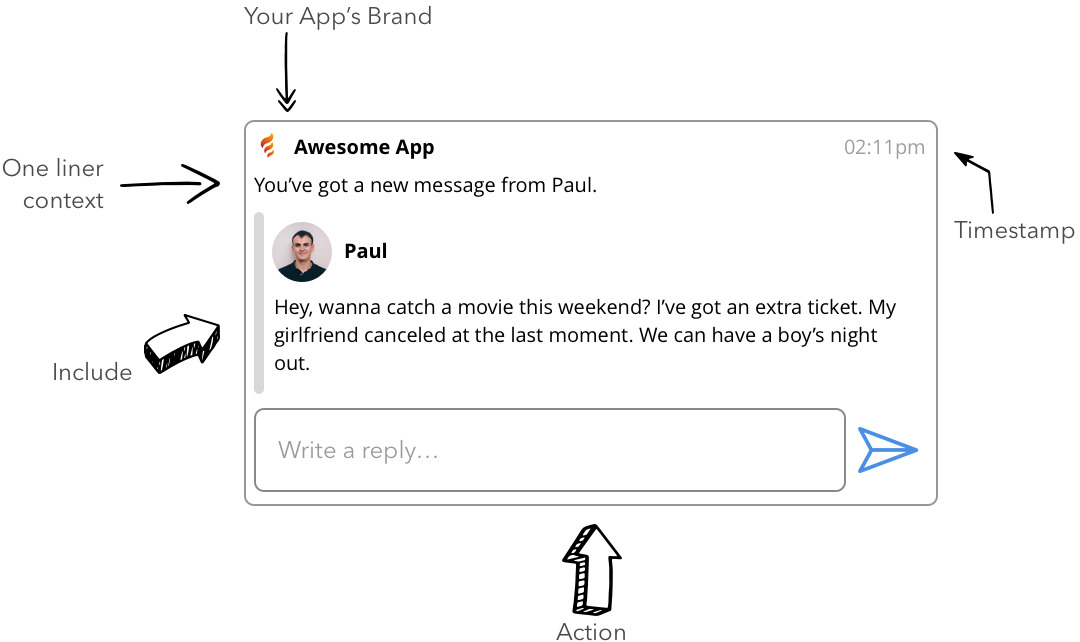 Your App’s Brand
Awesome App
02:11pm
One liner
context
You’ve got a new message from Paul.
Timestamp
Paul
Hey, wanna catch a movie this weekend? I’ve got an extra ticket. My
girlfriend canceled at the last moment. We can have a boy’s night
out.
Include
Write a reply…
Action